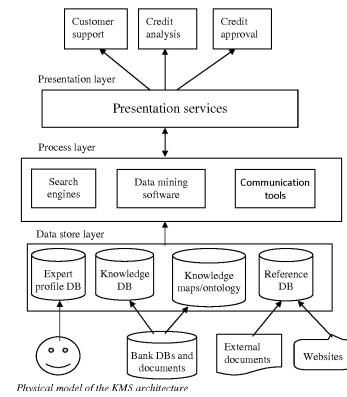 Customer
support
Credit
analysis
Credit
approval
Presentation layer
Presentation services
Process layer
Search
engines
Data mining
software
Communication
tools
Data store layer
Expert
profile DB
Knowledge
DB
Knowledge
maps/ontology
Reference
DB
Bank DBs and
documents
External
documents
Websites
Physical model of the KMS architecture